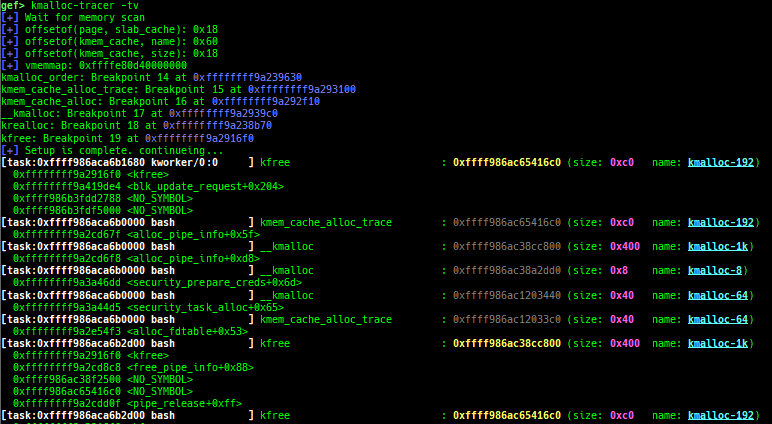 gef> kmalloc-tracer -tv
[+] Wait for memory scan
[+] offsetof(page, slab_cache): 0x18
[+] offsetof(kmem_cache, name): 0x60
[+] offsetof(kmem_cache, size): 0x18
[+] vmemmap: 0xffffe80d40000000
kmalloc_order: Breakpoint 14 at 0xffffffff9a239630
kmem_cache_alloc_trace: Breakpoint 15 at 0xffffffff9a293100
kmem_cache_alloc: Breakpoint 16 at 0xffffffff9a292f10
__kmalloc: Breakpoint 17 at 0xffffffff9a2939c0
krealloc: Breakpoint 18 at 0xffffffff9a238b70
kfree: Breakpoint 19 at 0xffffffff9a2916f0
[+] Setup is complete. continueing...
[task:0xffff986aca6b1680 kworker/0:0 ] kfree : 0xffff986ac65416c0 (size: 0xc0 name: kmalloc-192)
0xffffffff9a2916f0 <kfree>
0xffffffff9a419de4 <blk_update_request+0x204>
0xffff986b3fdd2788 <NO_SYMBOL>
0xffff986b3fdf5000 <NO_SYMBOL>
[task:0xffff986aca6b0000 bash ] kmem_cache_alloc_trace : 0xffff986ac65416c0 (size: 0xc0 name: kmalloc-192)
0xffffffff9a2cd67f <alloc_pipe_info+0x5f>
[task:0xffff986aca6b0000 bash ] __kmalloc : 0xffff986ac38cc800 (size: 0x400 name: kmalloc-1k)
0xffffffff9a2cd6f8 <alloc_pipe_info+0xd8>
[task:0xffff986aca6b0000 bash ] __kmalloc : 0xffff986ac38a2dd0 (size: 0x8 name: kmalloc-8)
0xffffffff9a3a46dd <security_prepare_creds+0x6d>
[task:0xffff986aca6b0000 bash ] __kmalloc : 0xffff986ac1203440 (size: 0x40 name: kmalloc-64)
0xffffffff9a3a44d5 <security_task_alloc+0x65>
[task:0xffff986aca6b0000 bash ] kmem_cache_alloc_trace : 0xffff986ac12033c0 (size: 0x40 name: kmalloc-64)
0xffffffff9a2e54f3 <alloc_fdtable+0x53>
[task:0xffff986aca6b2d00 bash ] kfree : 0xffff986ac38cc800 (size: 0x400 name: kmalloc-1k)
0xffffffff9a2916f0 <kfree>
0xffffffff9a2cd8c8 <free_pipe_info+0x88>
0xffff986ac38f2500 <NO_SYMBOL>
0xffff986ac65416c0 <NO_SYMBOL>
0xffffffff9a2cdd0f <pipe_release+0xff>
[task:0xffff986aca6b2d00 bash ] kfree : 0xffff986ac65416c0 (size: 0xc0 name: kmalloc-192)